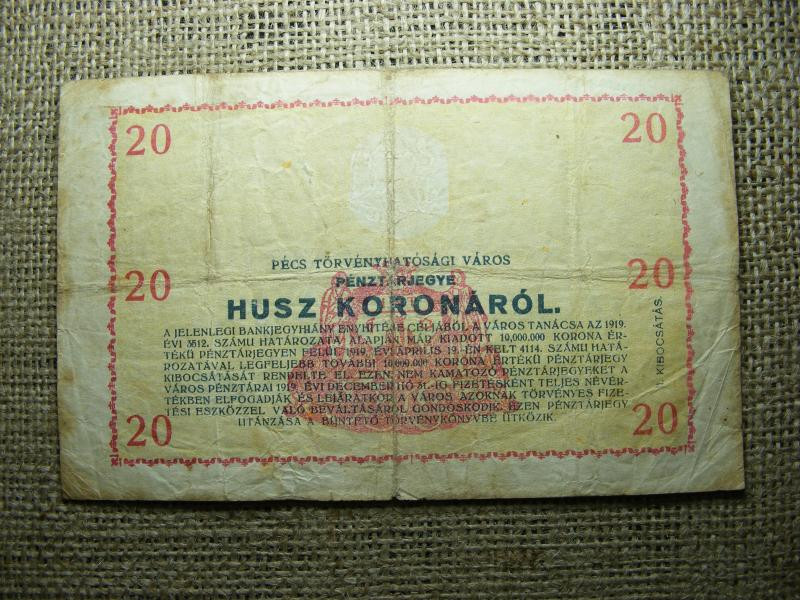 20 20
PÉCS TÖRVÉNYHATÓSÁGI VÁROS
20 PÉNZTÁRJEGYE 20
HUSZ KORONÁRÓL.
A JELENLEGI BANKJEGYHIÁNY ENYHITÉSE CÉLJÁBÓL A VÁROS TANÁCSA AZ 1919.
ÉVI 3512. SZÁMU HATÁROZATA ALAPJÁN MÁR KIADOTT 10,000.000 KORONA ÉR-
TÉKÜ PÉNZTÁRJEGYEN FELÜL 1919. ÉVI ÁPRILIS 19.-ÉN KELT 4114. SZÁMU HATÁ-
ROZATÁVAL LEGFELJEBB TOVÁBBI 10.000.000 KORONA ÉRTÉKÜ PÉNZTÁRJEGY
KIBOCSÁTÁSÁT RENDELTE EL. EZEN NEM KAMATOZÓ PÉNZTÁRJEGYEKET A
VÁROS PÉNZTÁRAI 1919. ÉVI DECEMBER HÓ 31.-IG FIZETÉSKÉNT TELJES NÉVÉR-
TÉKBEN ELFOGADJÁK ÉS LEJÁRATKOR A VÁROS AZOKNAK TÖRVÉNYES FIZE-
TÉSI ESZKÖZZEL VALÓ BEVÁLTÁSÁRÓL GONDOSKODIK. EZEN PÉNZTÁRJEGY
UTÁNZÁSA A BÜNTETŐ TÖRVÉNYKÖNYVBE ÜTKÖZIK.
20 20
II. KIBOCSÁTÁS.